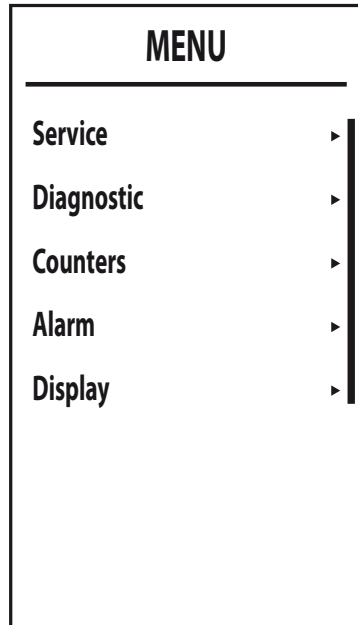 MENU
Service
Diagnostic
Counters
Alarm
Display